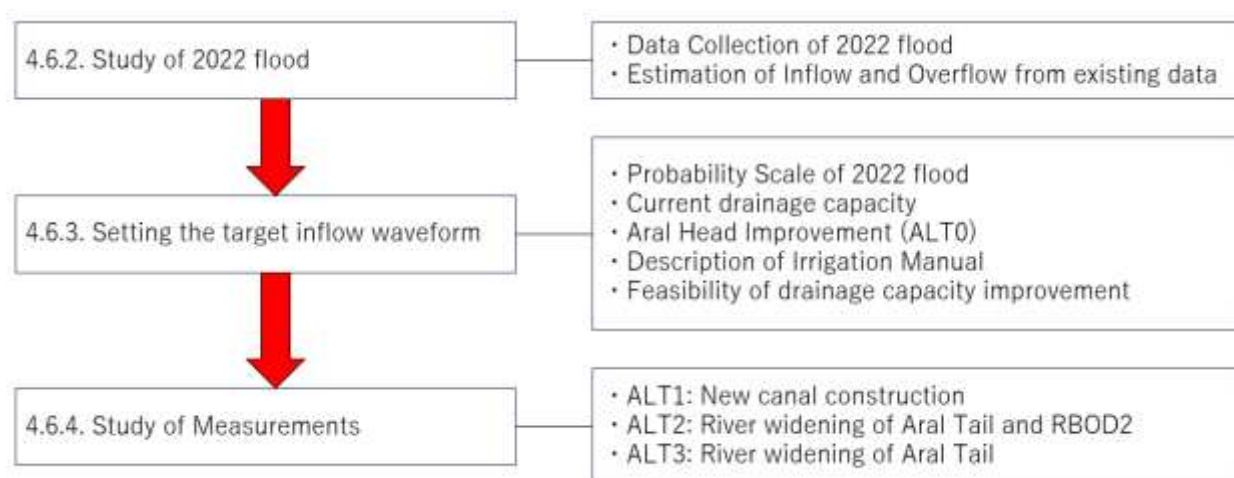 4.6.2. Study of 2022 flood
・Data Collection of 2022 flood
・Estimation of Inflow and Overflow from existing data
4.6.3. Setting the target inflow waveform
・Probability Scale of 2022 flood
・Current drainage capacity
・Aral Head Improvement (ALT0)
・Description of Irrigation Manual
・Feasibility of drainage capacity improvement
4.6.4. Study of Measurements
・ALT1: New canal construction
・ALT2: River widening of Aral Tail and RBOD2
・ALT3: River widening of Aral Tail